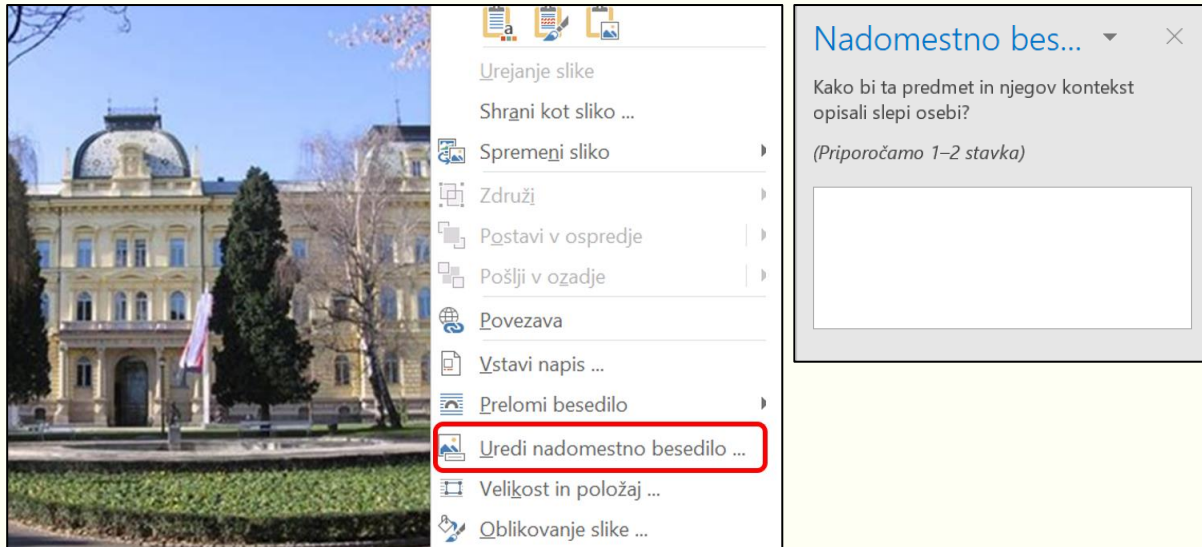 Urejanje slike
Shrani kot sliko ...
Spremeni sliko
Združi
Postavi v ospredje
Pošlji v ozadje
Povezava
Vstavi napis ...
Prelomi besedilo
Uredi nadomestno besedilo ...
Velikost in položaj ...
Oblikovanje slike ...
Nadomestno bes...
Kako bi ta predmet in njegov kontekst
opisali slepi osebi?
(Priporočamo 1–2 stavka)